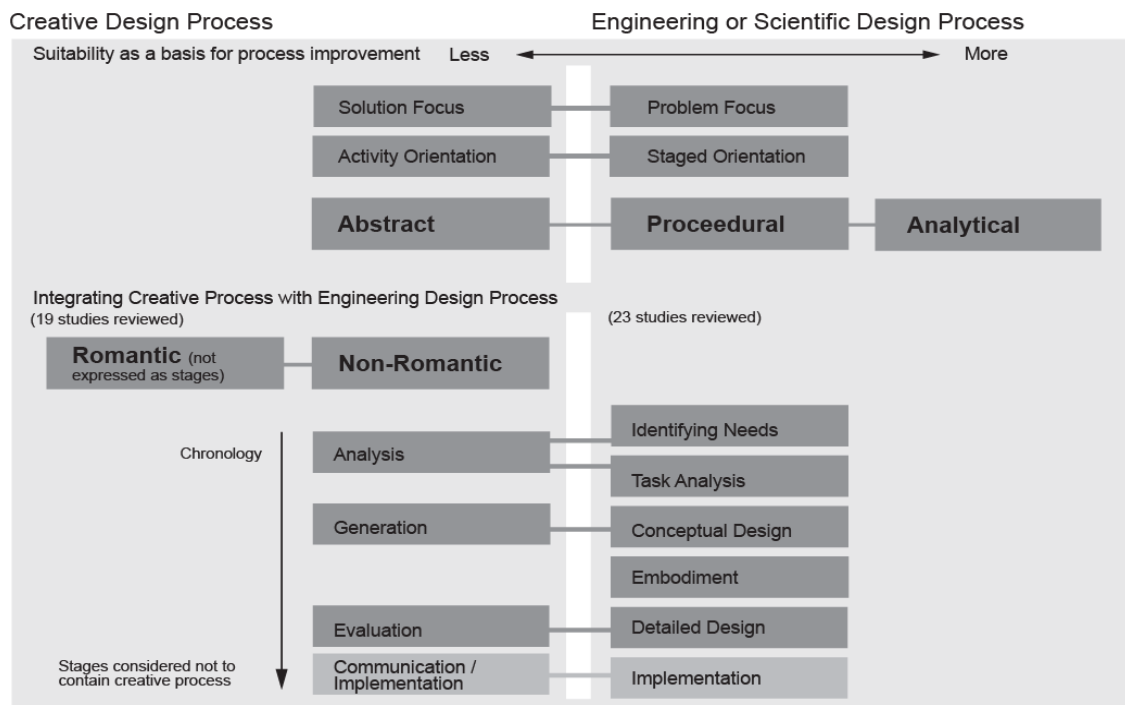 Creative Design Process
Engineering or Scientific Design Process
Suitability as a basis for process improvement
Less
More
Solution Focus
Problem Focus
Activity Orientation
Staged Orientation
Abstract
Proceedural
Analytical
Integrating Creative Process with Engineering Design Process
(19 studies reviewed)
(23 studies reviewed)
Romantic (not
expressed as stages)
Non-Romantic
Chronology
Analysis
Identifying Needs
Task Analysis
Generation
Conceptual Design
Embodiment
Evaluation
Detailed Design
Stages considered not to
contain creative process
Communication /
Implementation
Implementation